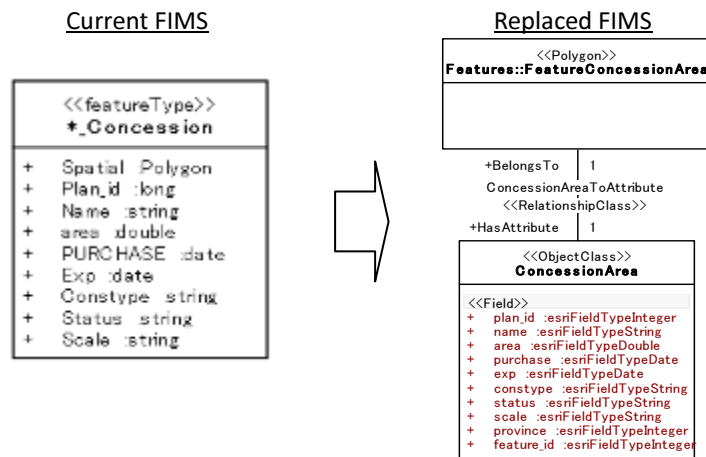 Current FIMS
Replaced FIMS
<<featureType>>
*_Concession
+ Spatial :Polygon
+ Plan_id :long
+ Name :string
+ area :double
+ PURCHASE :date
+ Exp :date
+ Constype :string
+ Status :string
+ Scale :string
<<Polygon>>
Features::FeatureConcessionArea
+BelongsTo 1
ConcessionAreaToAttribute
<<RelationshipClass>>
+HasAttribute 1
<<ObjectClass>>
ConcessionArea
<<Field>>
+ plan_id :esriFieldTypeInteger
+ name :esriFieldTypeString
+ area :esriFieldTypeDouble
+ purchase :esriFieldTypeDate
+ exp :esriFieldTypeDate
+ constype :esriFieldTypeString
+ status :esriFieldTypeString
+ scale :esriFieldTypeString
+ province :esriFieldTypeInteger
+ feature_id :esriFieldTypeInteger